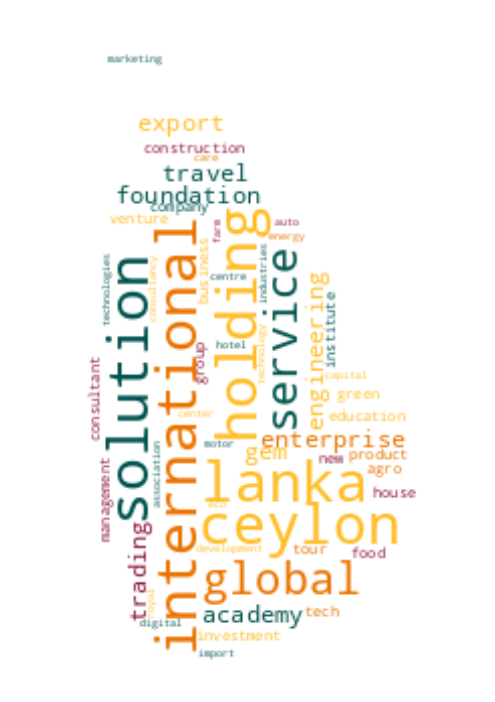 marketing
export
construction
care
travel
foundation
company
venture
holding
farm
auto
energy
international
business
solution
technologies
consultancy
centre
industries
service
engineering
institute
hotel
group
technology
consultant
capital
green
center
education
motor
enterprise
association
gem
new
product
agro
management
lanka
house
eco
ceylon
trading
development
tour
food
global
royal
academy
tech
digital
investment
import